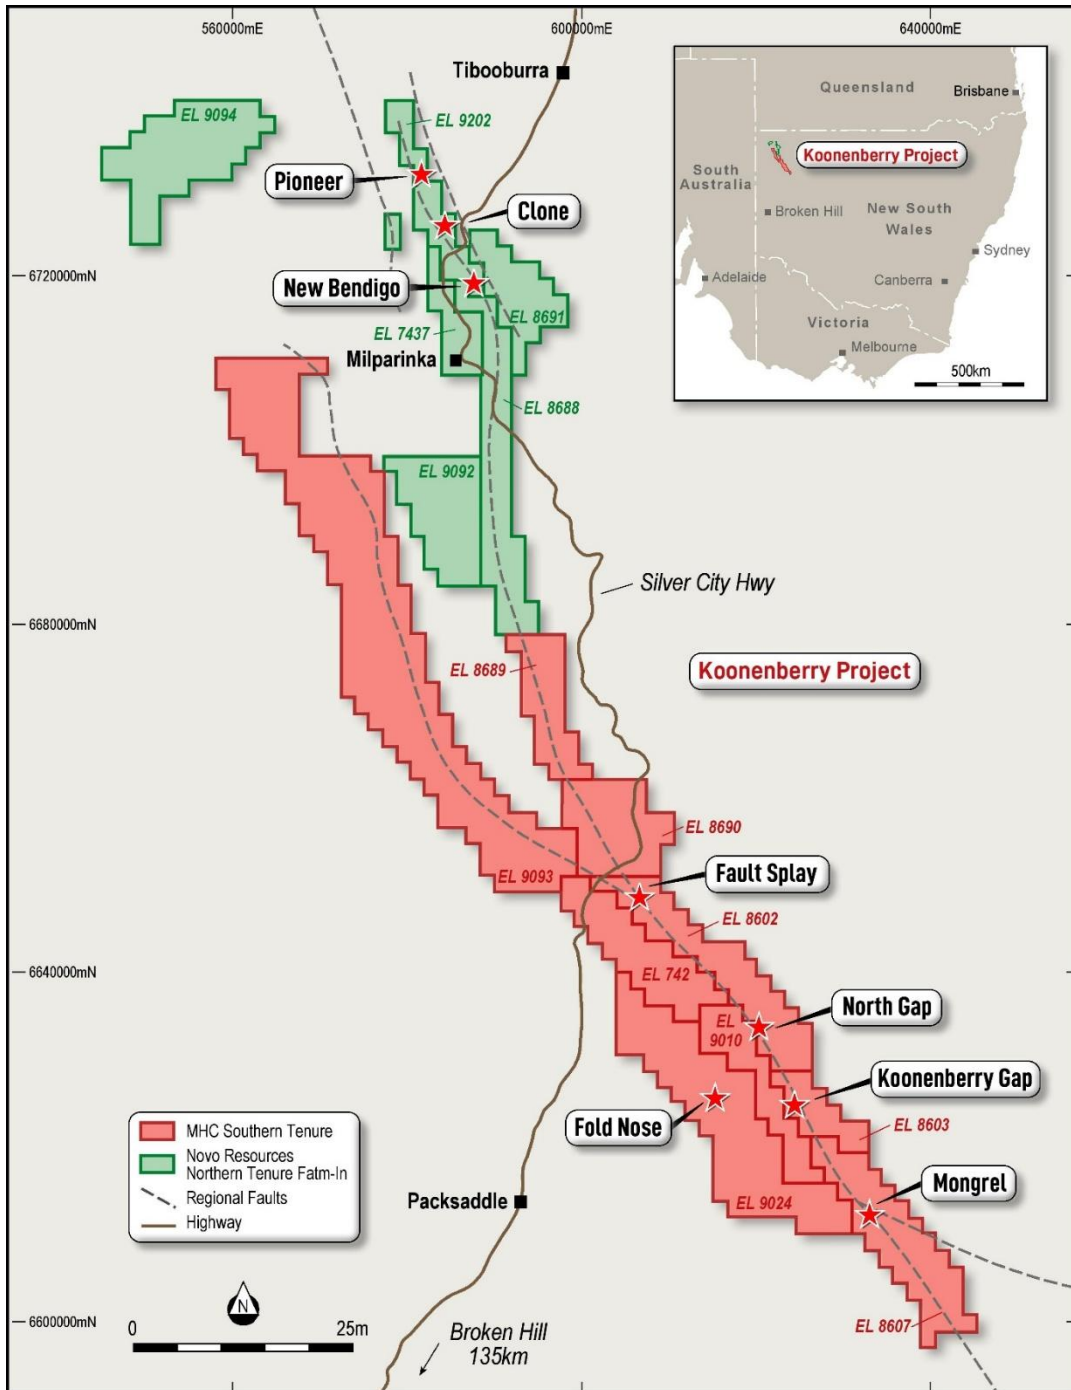 560000mE
600000mE
640000mE
Tibooburra
EL 9094
EL 9202
Pioneer
Clone
6720000mN
New Bendigo
EL 8691
EL 7437
Milparinka
EL 8688
EL 9092
Queensland
Brisbane
Koonenberry Project
South
Australia
Broken Hill
New South
Wales
Sydney
Adelaide
Canberra
Victoria
Melbourne
500km
Silver City Hwy
6680000mN
EL 8689
Koonenberry Project
EL 8690
EL 9093
Fault Splay
EL 8602
6640000mN
EL 742
North Gap
EL
9010
Koonenberry Gap
Fold Nose
EL 8603
Mongrel
EL 9024
Packsaddle
MHC Southern Tenure
Novo Resources
Northern Tenure Fatm-In
Regional Faults
Highway
N
6600000mN
0
25m
Broken Hill
135km
EL 8607